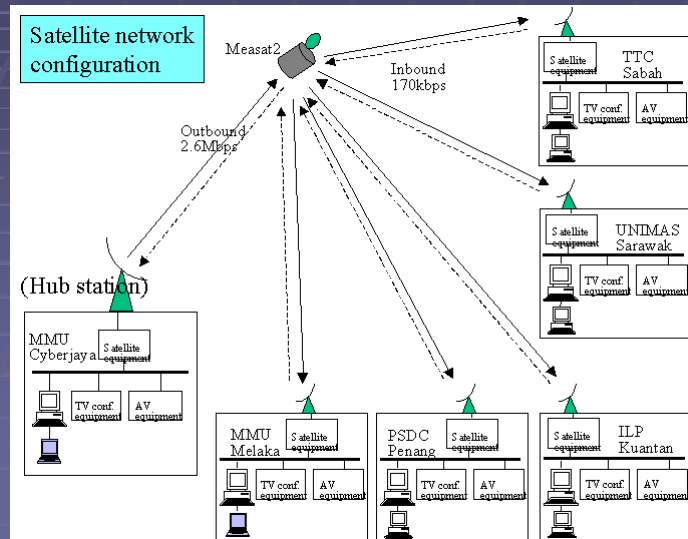 Satellite network
configuration
Measat2
Inbound
170kbps
Outbound
2.6Mbps
(Hub station)
MMU
Cyberjaya
Satellite
equipment
TV conf.
equipment
AV
equipment
TTC
Sabah
Satellite
equipment
TV conf.
equipment
AV
equipment
UNIMAS
Sarawak
Satellite
equipment
TV conf.
equipment
AV
equipment
MMU
Melaka
Satellite
equipment
TV conf.
equipment
AV
equipment
PSDC
Penang
Satellite
equipment
TV conf.
equipment
AV
equipment
ILP
Kuantan
Satellite
equipment
TV conf.
equipment
AV
equipment